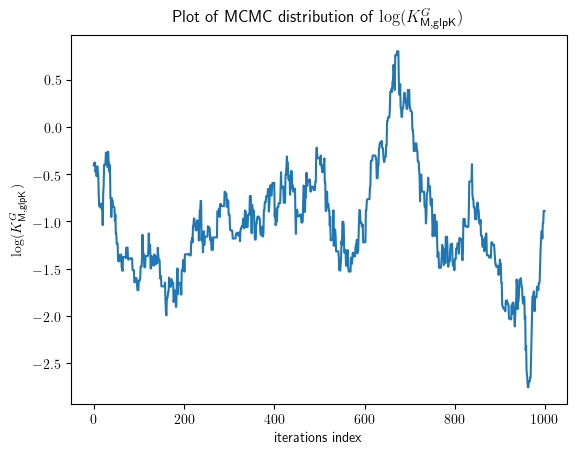 Plot of MCMC distribution of log(K^G_M,glpK)
log(K^G_M,glpK)
0.5
0.0
−0.5
−1.0
−1.5
−2.0
−2.5
0 200 400 600 800 1000
iterations index